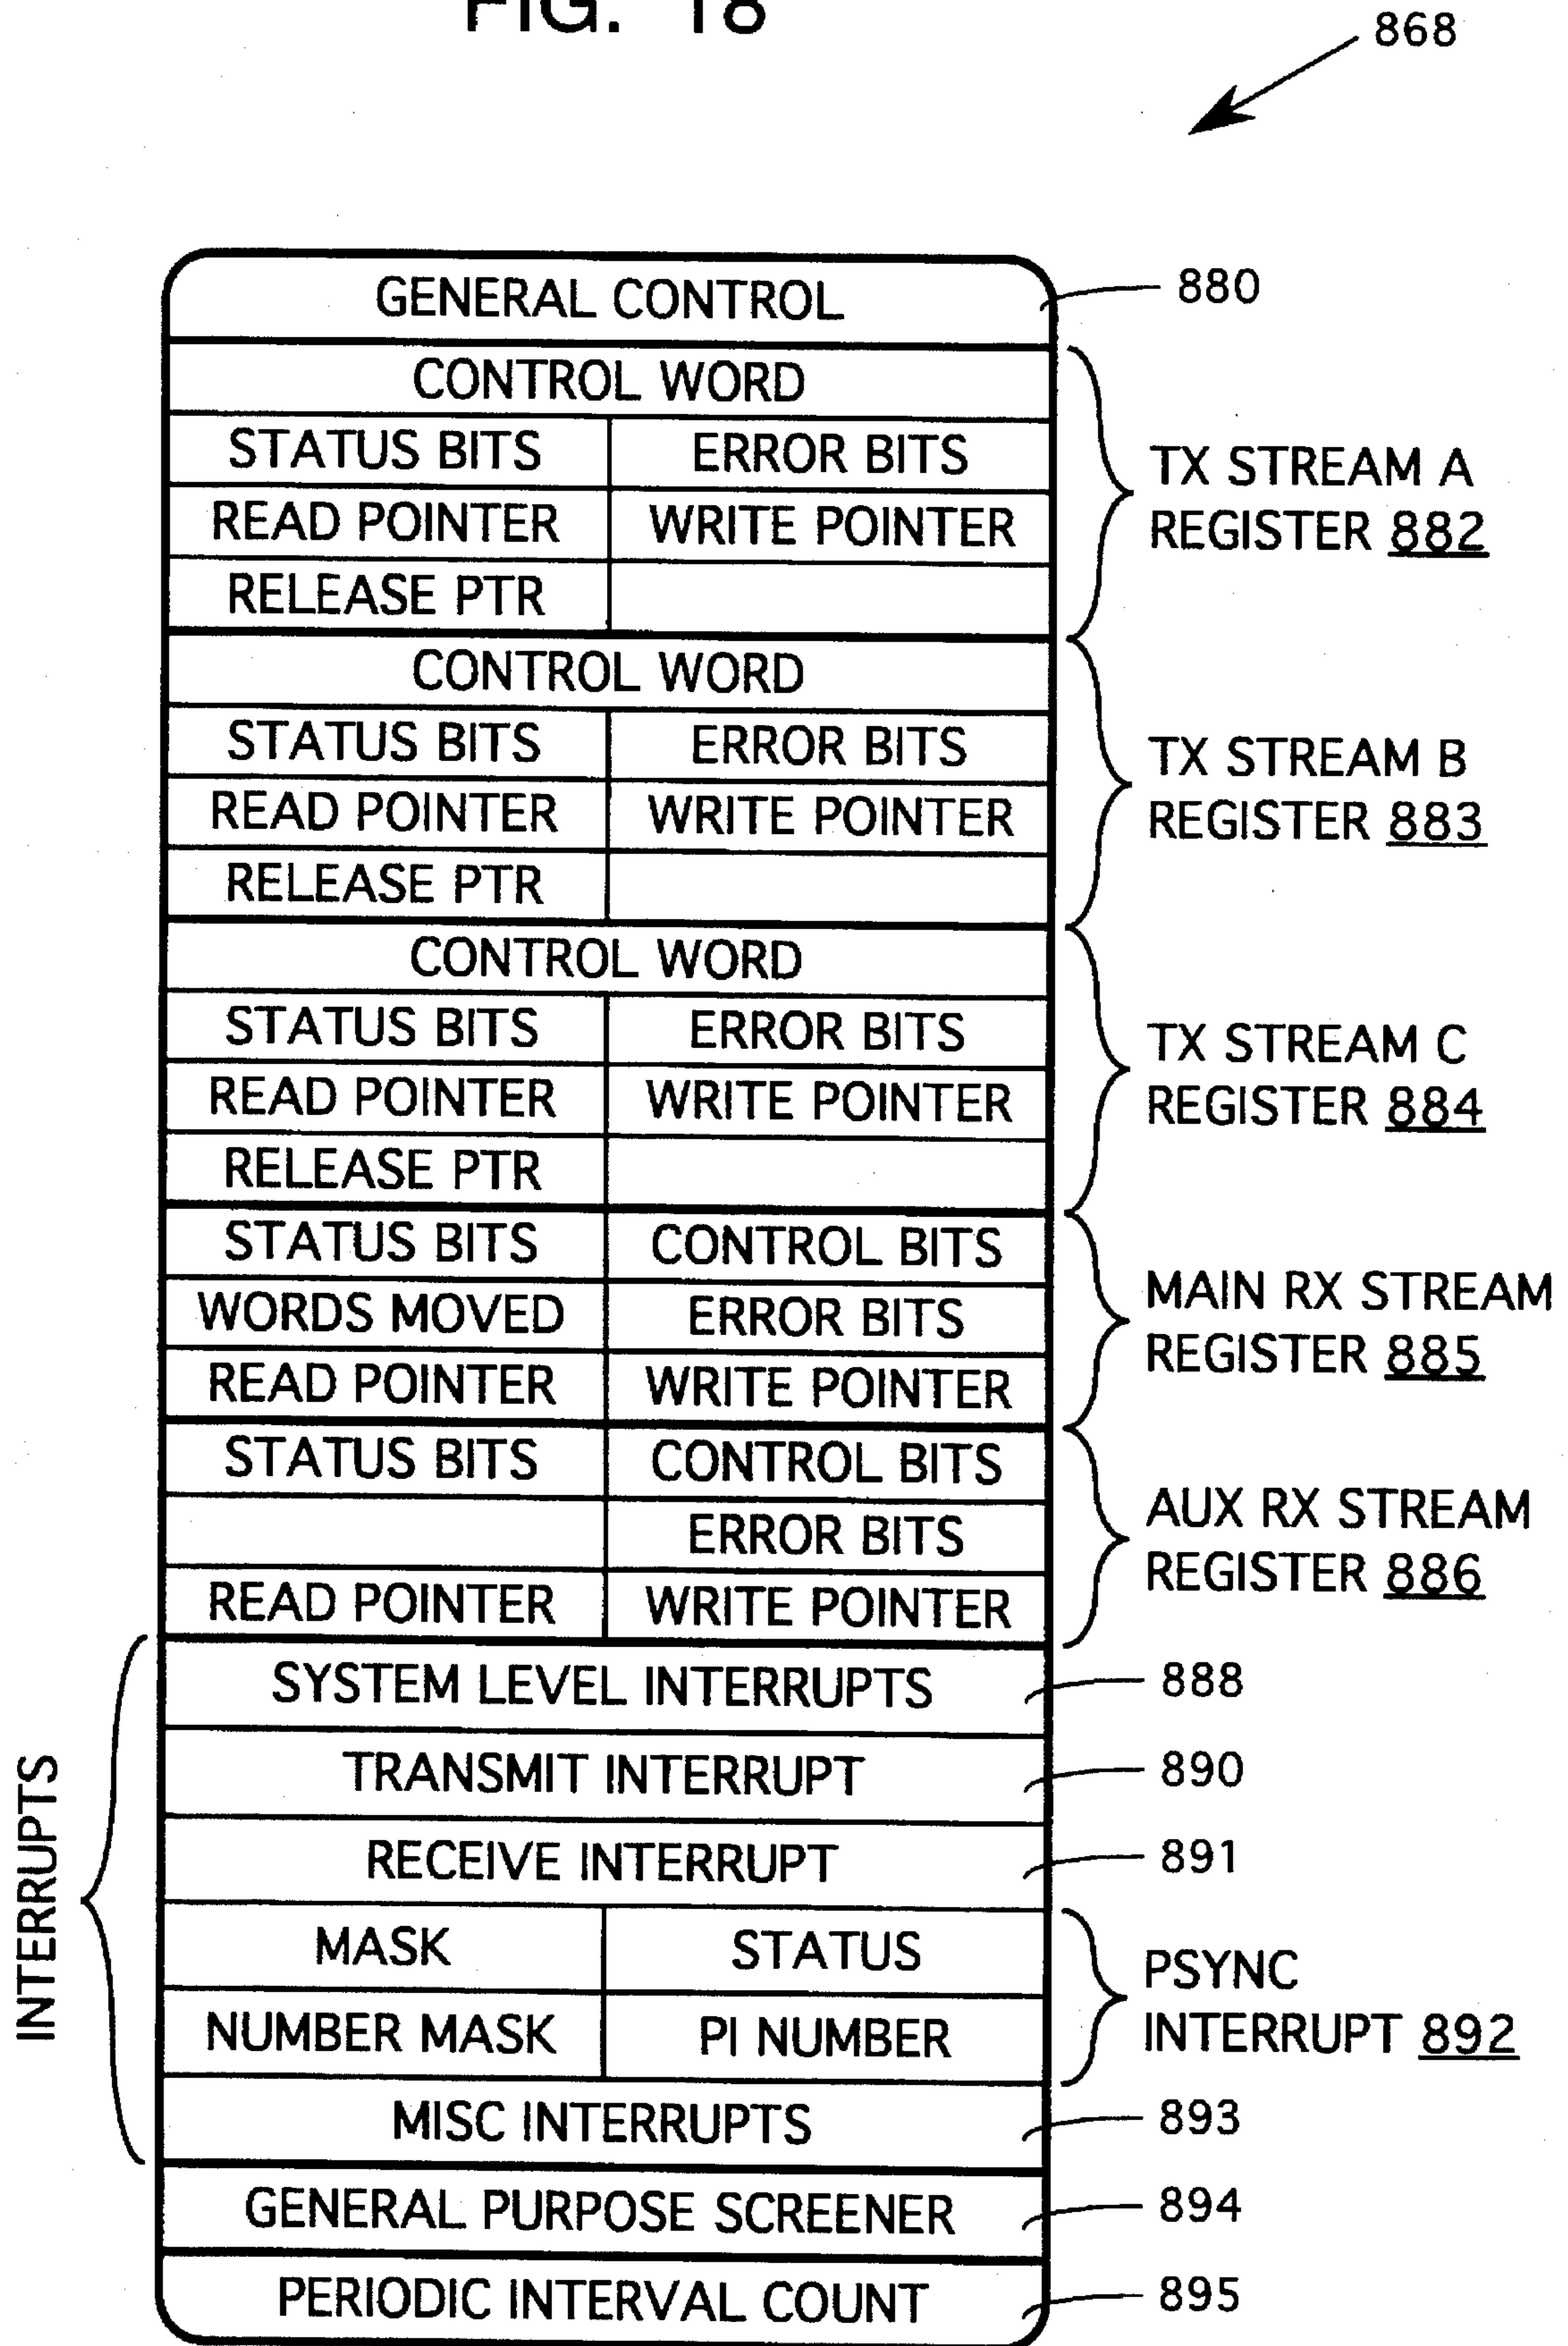 FIG. 18
868
GENERAL CONTROL
880
CONTROL WORD
STATUS BITS
ERROR BITS
READ POINTER
WRITE POINTER
RELEASE PTR
TX STREAM A
REGISTER 882
CONTROL WORD
STATUS BITS
ERROR BITS
READ POINTER
WRITE POINTER
RELEASE PTR
TX STREAM B
REGISTER 883
CONTROL WORD
STATUS BITS
ERROR BITS
READ POINTER
WRITE POINTER
RELEASE PTR
TX STREAM C
REGISTER 884
STATUS BITS
CONTROL BITS
WORDS MOVED
ERROR BITS
READ POINTER
WRITE POINTER
MAIN RX STREAM
REGISTER 885
STATUS BITS
CONTROL BITS
ERROR BITS
READ POINTER
WRITE POINTER
AUX RX STREAM
REGISTER 886
INTERRUPTS
SYSTEM LEVEL INTERRUPTS
888
TRANSMIT INTERRUPT
890
RECEIVE INTERRUPT
891
MASK
STATUS
NUMBER MASK
PI NUMBER
PSYNC
INTERRUPT 892
MISC INTERRUPTS
893
GENERAL PURPOSE SCREENER
894
PERIODIC INTERVAL COUNT
895